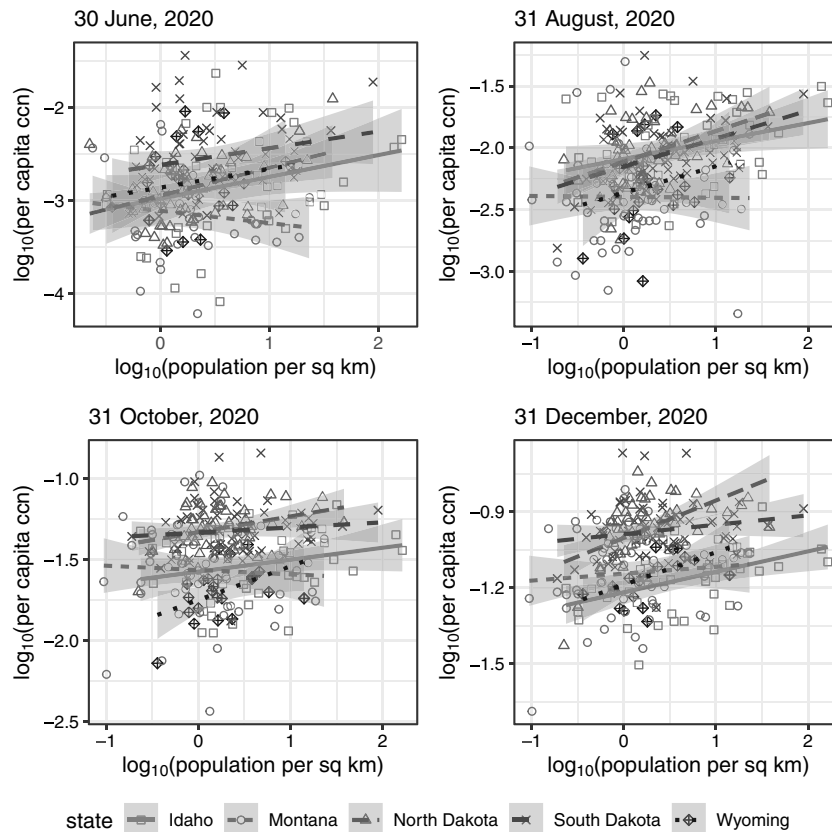 30 June, 2020
31 August, 2020
log10(per capita ccn)
−2
−3
−4
0
1
2
log10(population per sq km)
log10(per capita ccn)
−1.5
−2.0
−2.5
−3.0
−1
0
1
2
log10(population per sq km)
31 October, 2020
31 December, 2020
log10(per capita ccn)
−1.0
−1.5
−2.0
−2.5
−1
0
1
2
log10(population per sq km)
log10(per capita ccn)
−0.9
−1.2
−1.5
−1
0
1
2
log10(population per sq km)
state Idaho Montana North Dakota South Dakota Wyoming